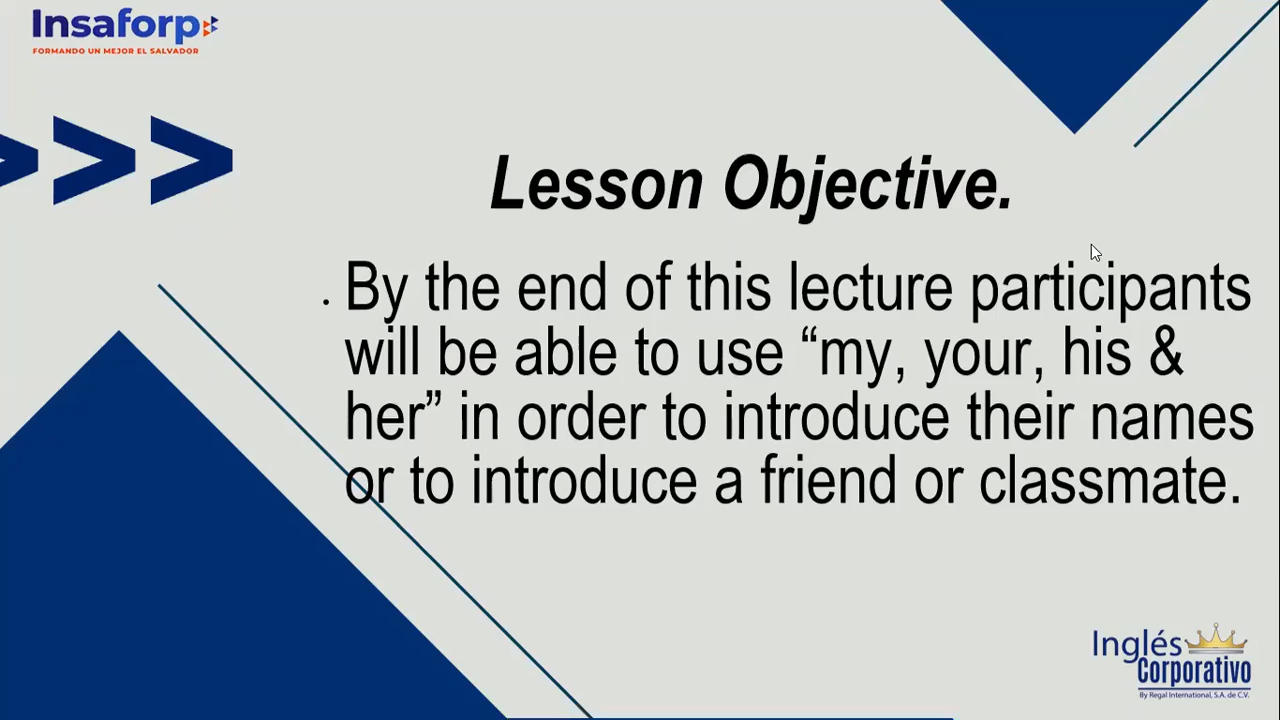 Insaforp
FORMANDO UN MEJOR EL SALVADOR
Lesson Objective.
. By the end of this lecture participants
will be able to use “my, your, his &
her” in order to introduce their names
or to introduce a friend or classmate.
Inglés
Corporativo
By Regal International, S.A. de C.V.